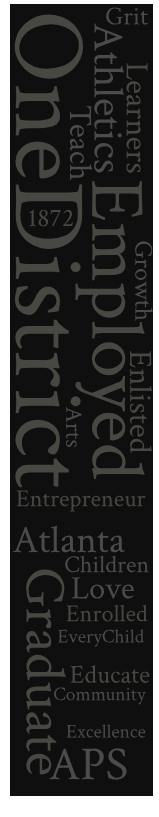 Grit
Athletics
Learners
OneDistrict
Teach
1872
Employed
Growth
Enlisted
Arts
Entrepreneur
Atlanta
Children
Graduate
Love
Enrolled
EveryChild
Educate
Community
Excellence
APS